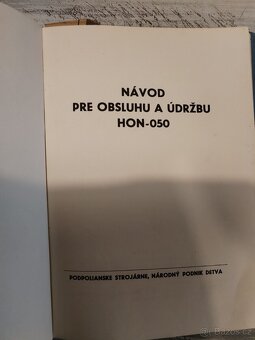 NÁVOD
PRE OBSLUHU A ÚDRŽBU
HON-050
PODPOLIANSKE STROJÁRNE, NÁRODNÝ PODNIK DETVA